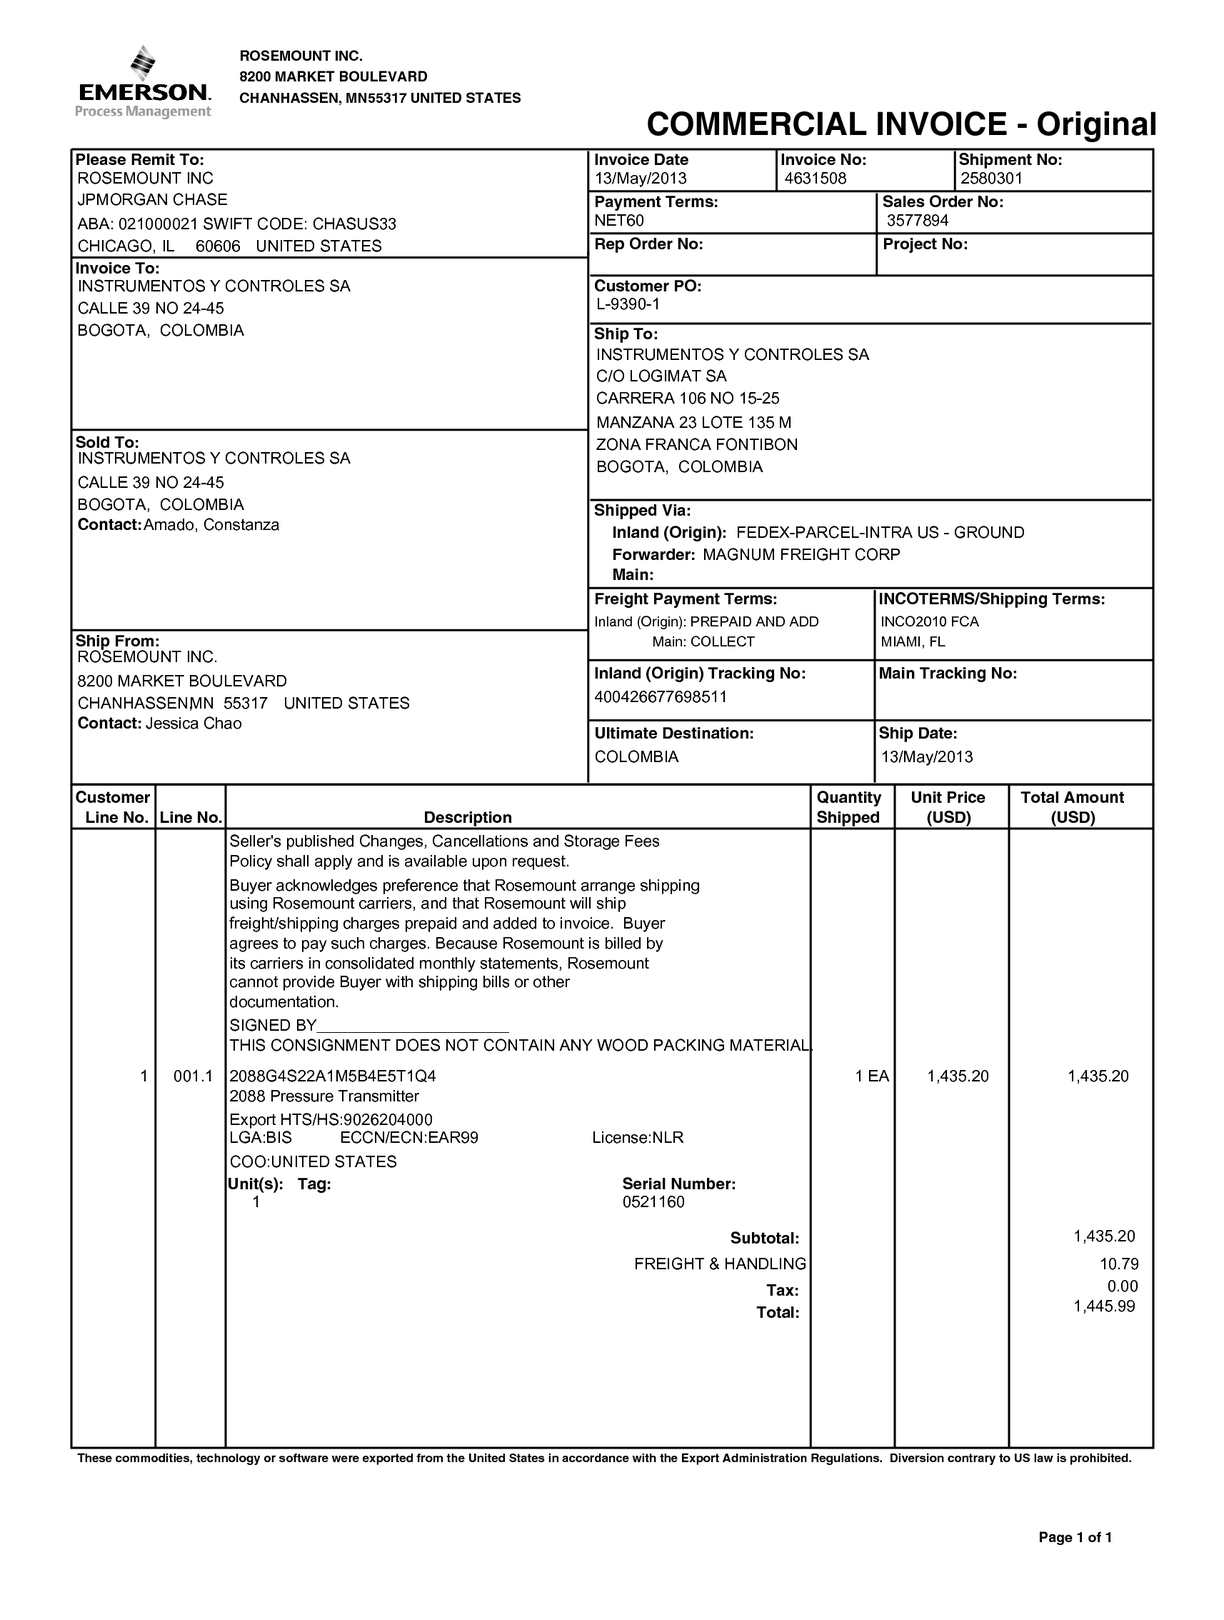 EMERSON.
Process Management
ROSEMOUNT INC.
8200 MARKET BOULEVARD
CHANHASSEN, MN55317 UNITED STATES
COMMERCIAL INVOICE - Original
Please Remit To:
ROSEMOUNT INC
JPMORGAN CHASE
ABA: 021000021 SWIFT CODE: CHASUS33
CHICAGO, IL 60606 UNITED STATES
Invoice To:
INSTRUMENTOS Y CONTROLES SA
CALLE 39 NO 24-45
BOGOTA, COLOMBIA
Sold To:
INSTRUMENTOS Y CONTROLES SA
CALLE 39 NO 24-45
BOGOTA, COLOMBIA
Contact: Amado, Constanza
Ship From:
ROSEMOUNT INC.
8200 MARKET BOULEVARD
CHANHASSEN,MN 55317 UNITED STATES
Contact: Jessica Chao
Invoice Date
13/May/2013
Invoice No:
4631508
Shipment No:
2580301
Payment Terms:
NET60
Sales Order No:
3577894
Rep Order No:
Project No:
Customer PO:
L-9390-1
Ship To:
INSTRUMENTOS Y CONTROLES SA
C/O LOGIMAT SA
CARRERA 106 NO 15-25
MANZANA 23 LOTE 135 M
ZONA FRANCA FONTIBON
BOGOTA, COLOMBIA
Shipped Via:
Inland (Origin): FEDEX-PARCEL-INTRA US - GROUND
Forwarder: MAGNUM FREIGHT CORP
Main:
Freight Payment Terms:
Inland (Origin): PREPAID AND ADD
Main: COLLECT
INCOTERMS/Shipping Terms:
INCO2010 FCA
MIAMI, FL
Inland (Origin) Tracking No:
400426677698511
Main Tracking No:
Ultimate Destination:
COLOMBIA
Ship Date:
13/May/2013
Customer Line No. Line No. Description Quantity Shipped Unit Price (USD) Total Amount (USD)
Seller's published Changes, Cancellations and Storage Fees
Policy shall apply and is available upon request.
Buyer acknowledges preference that Rosemount arrange shipping
using Rosemount carriers, and that Rosemount will ship
freight/shipping charges prepaid and added to invoice. Buyer
agrees to pay such charges. Because Rosemount is billed by
its carriers in consolidated monthly statements, Rosemount
cannot provide Buyer with shipping bills or other
documentation.
SIGNED BY______________________
THIS CONSIGNMENT DOES NOT CONTAIN ANY WOOD PACKING MATERIAL.
1 001.1 2088G4S22A1M5B4E5T1Q4 1 EA 1,435.20 1,435.20
2088 Pressure Transmitter
Export HTS/HS:9026204000
LGA:BIS ECCN/ECN:EAR99 License:NLR
COO:UNITED STATES
Unit(s): Tag: Serial Number:
1 0521160
Subtotal: 1,435.20
FREIGHT & HANDLING 10.79
Tax: 0.00
Total: 1,445.99
These commodities, technology or software were exported from the United States in accordance with the Export Administration Regulations. Diversion contrary to US law is prohibited.
Page 1 of 1